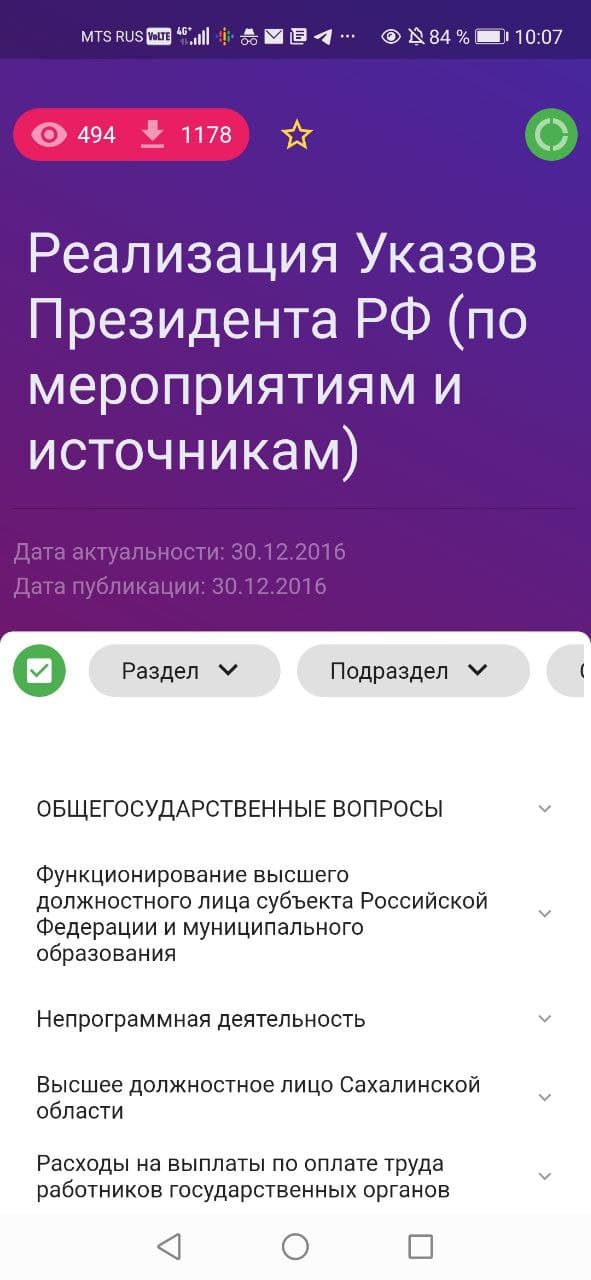 MTS RUS VoLTE 4G+ 84 % 10:07
494 1178
Реализация Указов
Президента РФ (по
мероприятиям и
источникам)
Дата актуальности: 30.12.2016
Дата публикации: 30.12.2016
Раздел Подраздел
ОБЩЕГОСУДАРСТВЕННЫЕ ВОПРОСЫ
Функционирование высшего
должностного лица субъекта Российской
Федерации и муниципального
образования
Непрограммная деятельность
Высшее должностное лицо Сахалинской
области
Расходы на выплаты по оплате труда
работников государственных органов